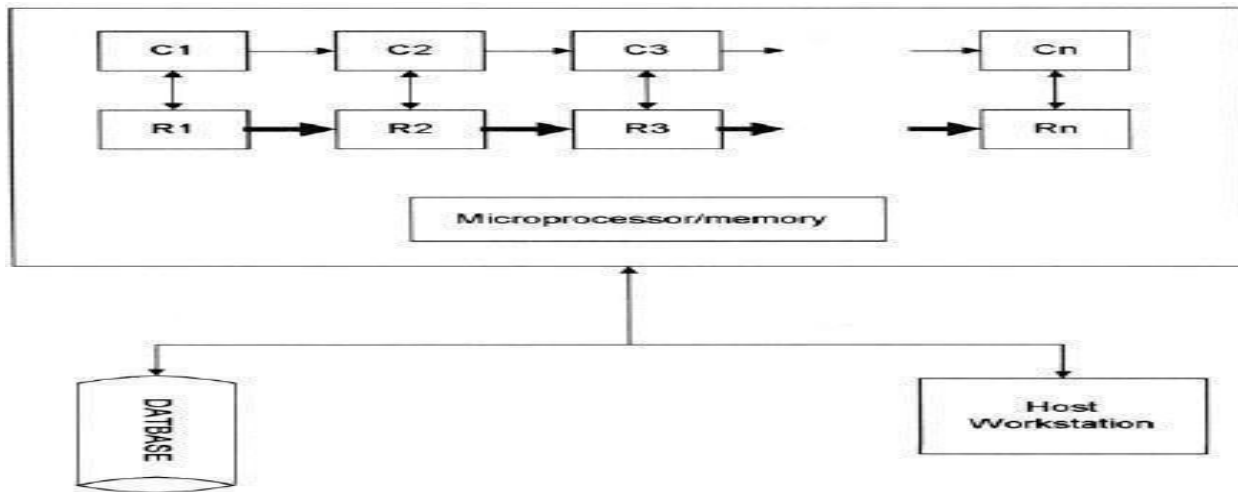 C1 C2 C3 Cn
R1 R2 R3 Rn
Microprocessor/memory
DATBASE
Host
Workstation